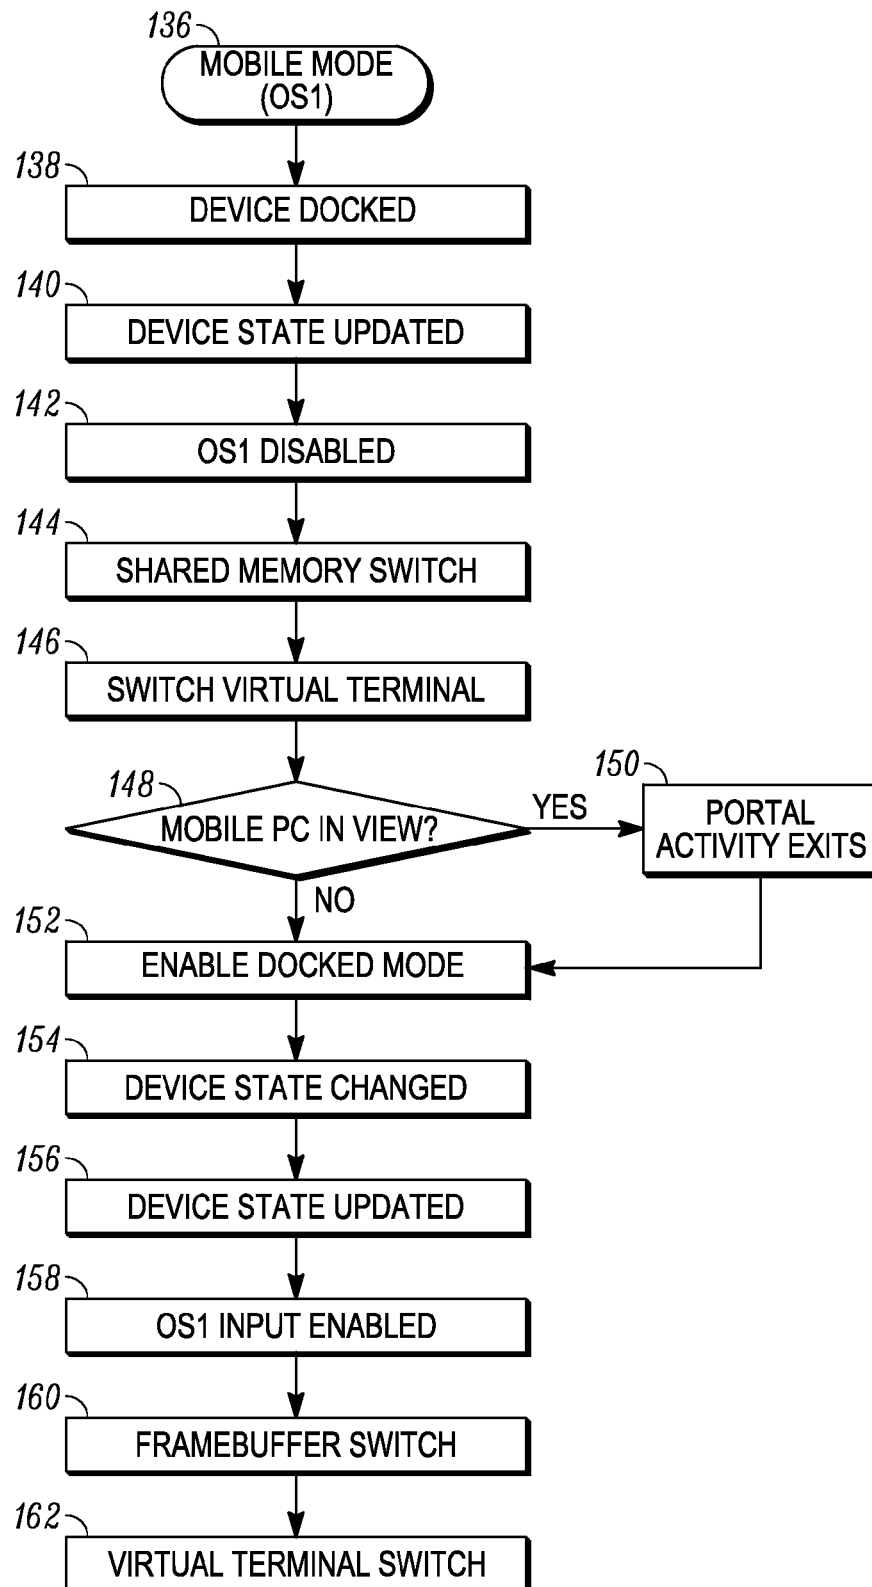 136
MOBILE MODE
(OS1)
138
DEVICE DOCKED
140
DEVICE STATE UPDATED
142
OS1 DISABLED
144
SHARED MEMORY SWITCH
146
SWITCH VIRTUAL TERMINAL
148
MOBILE PC IN VIEW?
YES
150
PORTAL
ACTIVITY EXITS
NO
152
ENABLE DOCKED MODE
154
DEVICE STATE CHANGED
156
DEVICE STATE UPDATED
158
OS1 INPUT ENABLED
160
FRAMEBUFFER SWITCH
162
VIRTUAL TERMINAL SWITCH